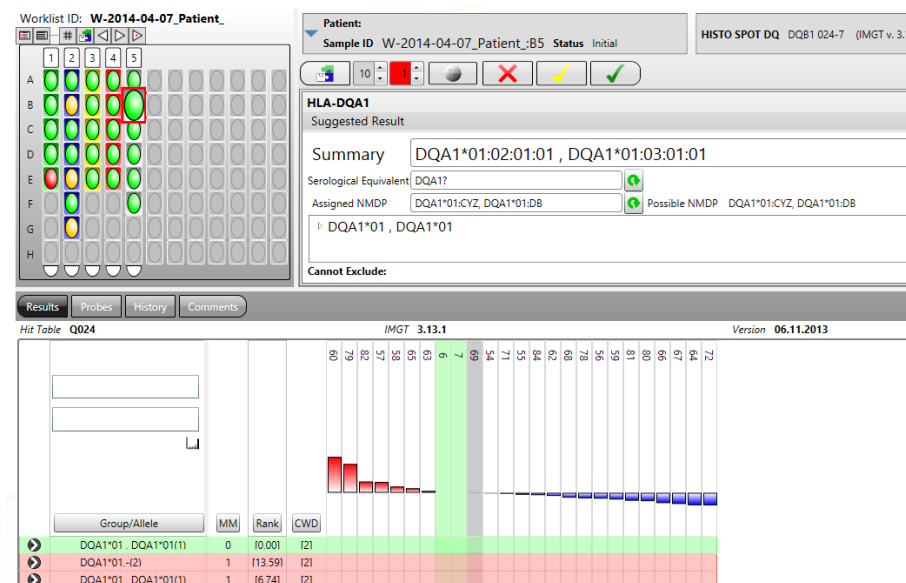 Worklist ID: W-2014-04-07_Patient_
#
1 2 3 4 5
A
B
C
D
E
F
G
H
Patient:
Sample ID W-2014-04-07_Patient_:B5 Status Initial
HISTO SPOT DQ DQB1 024-7 (IMGT v. 3.
10 1
HLA-DQA1
Suggested Result
Summary DQA1*01:02:01:01 , DQA1*01:03:01:01
Serological Equivalent DQA1?
Assigned NMDP DQA1*01:CYZ, DQA1*01:DB Possible NMDP DQA1*01:CYZ, DQA1*01:DB
DQA1*01 , DQA1*01
Cannot Exclude:
Results Probes History Comments
Hit Table Q024 IMGT 3.13.1 Version 06.11.2013
60 79 82 57 58 65 63 6 7 69 54 71 55 84 62 68 78 56 59 81 80 66 67 64 72
Group/Allele MM Rank CWD
DQA1*01 , DQA1*01(1) 0 [0.00] [2]
DQA1*01,-(2) 1 [13.59] [2]
DQA1*01 , DQA1*01(1) 1 [6.74] [2]